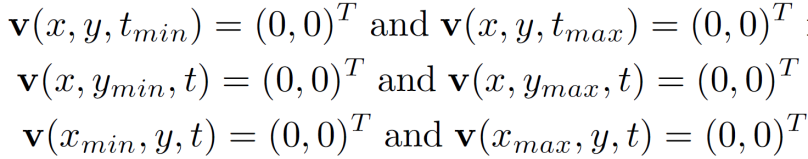 v(x, y, t_min) = (0, 0)^T and v(x, y, t_max) = (0, 0)^T
v(x, y_min, t) = (0, 0)^T and v(x, y_max, t) = (0, 0)^T
v(x_min, y, t) = (0, 0)^T and v(x_max, y, t) = (0, 0)^T